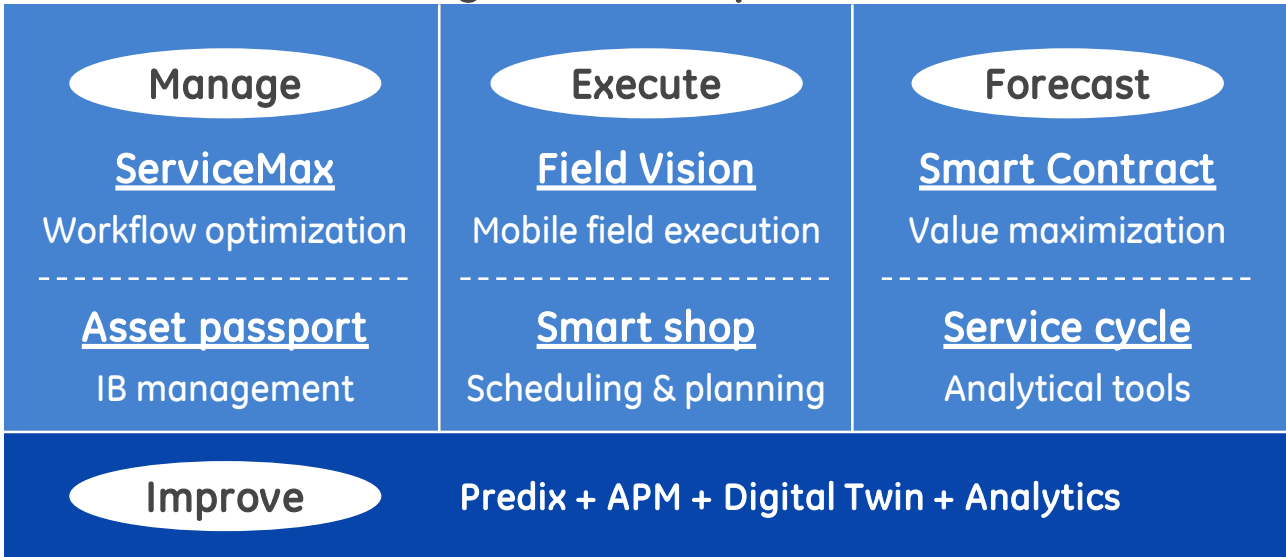 Manage
Execute
Forecast
ServiceMax
Workflow optimization
Field Vision
Mobile field execution
Smart Contract
Value maximization
Asset passport
IB management
Smart shop
Scheduling & planning
Service cycle
Analytical tools
Improve
Predix + APM + Digital Twin + Analytics